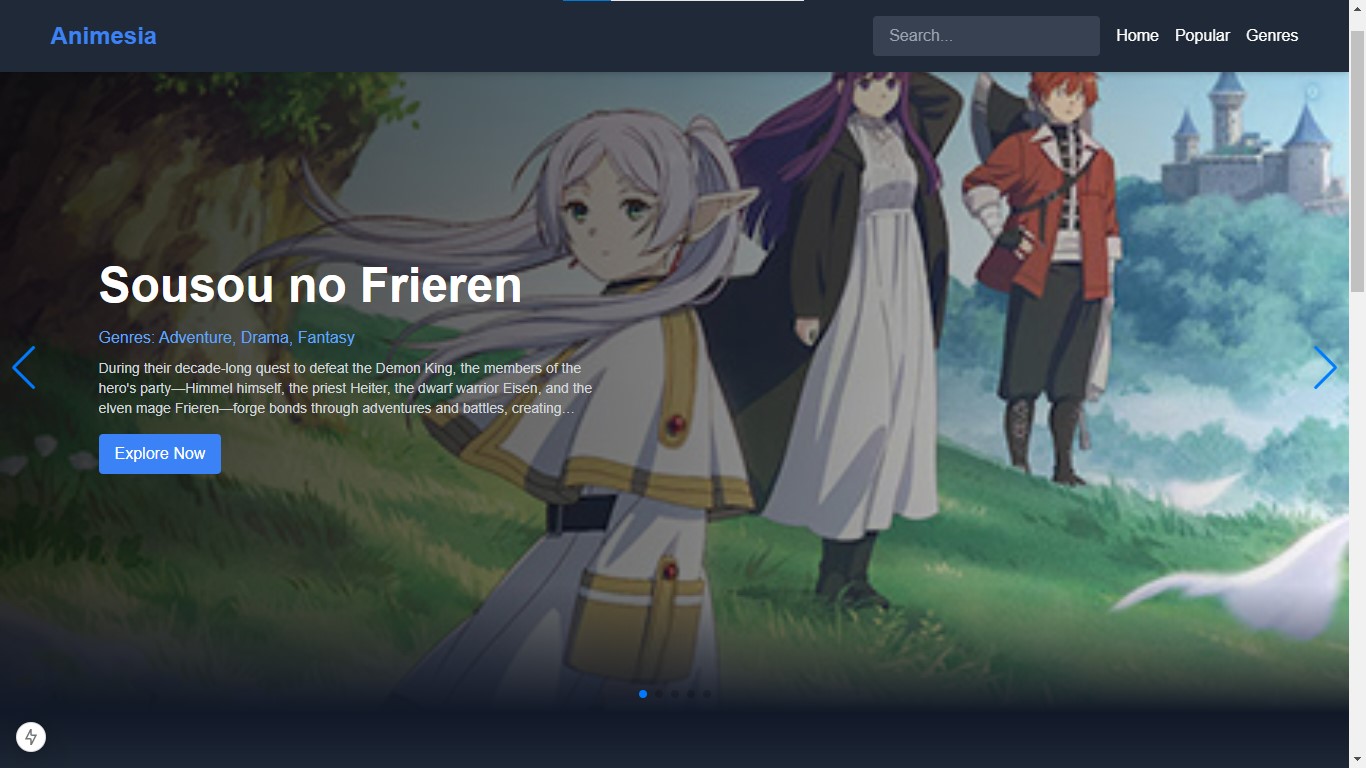 Animesia
Search...
Home
Popular
Genres
Sousou no Frieren
Genres: Adventure, Drama, Fantasy
During their decade-long quest to defeat the Demon King, the members of the
hero's party—Himmel himself, the priest Heiter, the dwarf warrior Eisen, and the
elven mage Frieren—forge bonds through adventures and battles, creating...
Explore Now